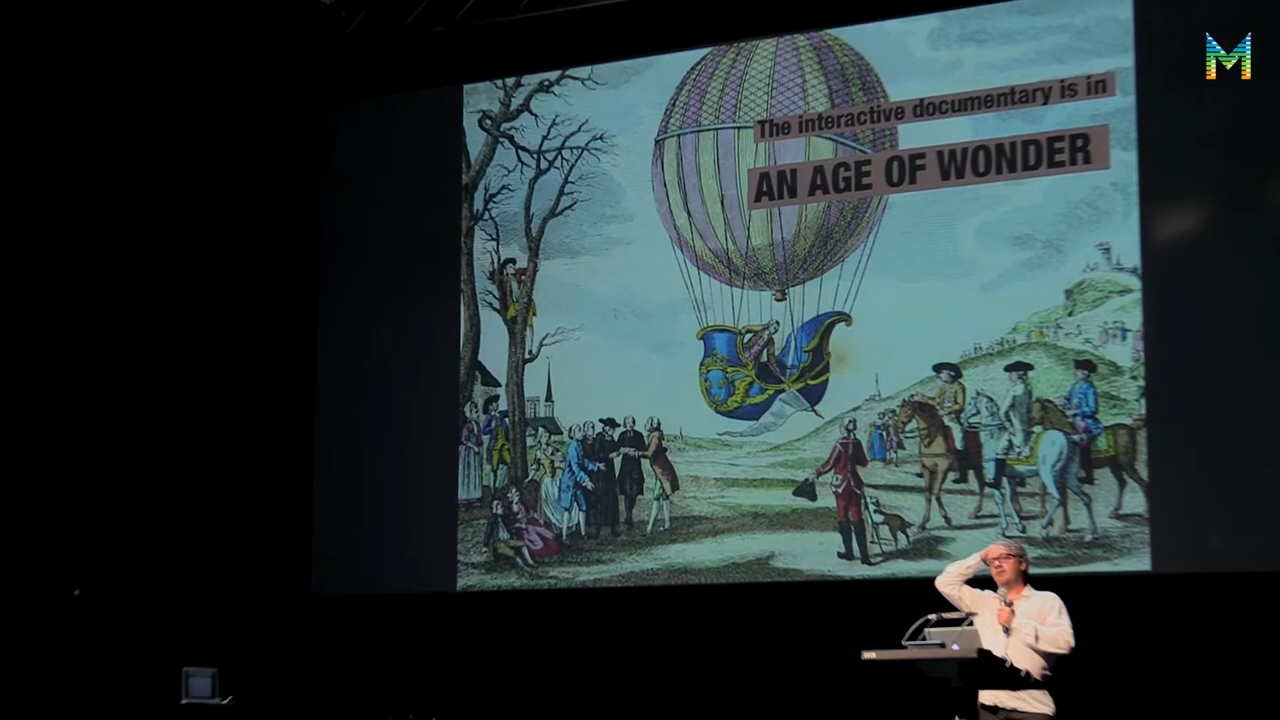 The interactive documentary is in
AN AGE OF WONDER
M